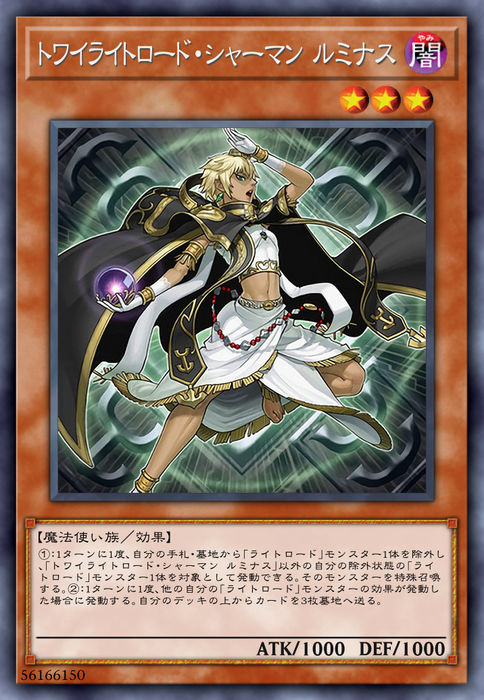 トワイライトロード・シャーマン ルミナス
やみ
闇
【魔法使い族／効果】
①：1ターンに1度、自分の手札・墓地から「ライトロード」モンスター1体を除外し
、「トワイライトロード・シャーマン ルミナス」以外の自分の除外状態の「ライ
トロード」モンスター1体を対象として発動できる。そのモンスターを特殊召喚
する。②：1ターンに1度、他の自分の「ライトロード」モンスターの効果が発動し
た場合に発動する。自分のデッキの上からカードを3枚墓地へ送る。
ATK/1000 DEF/1000
56166150